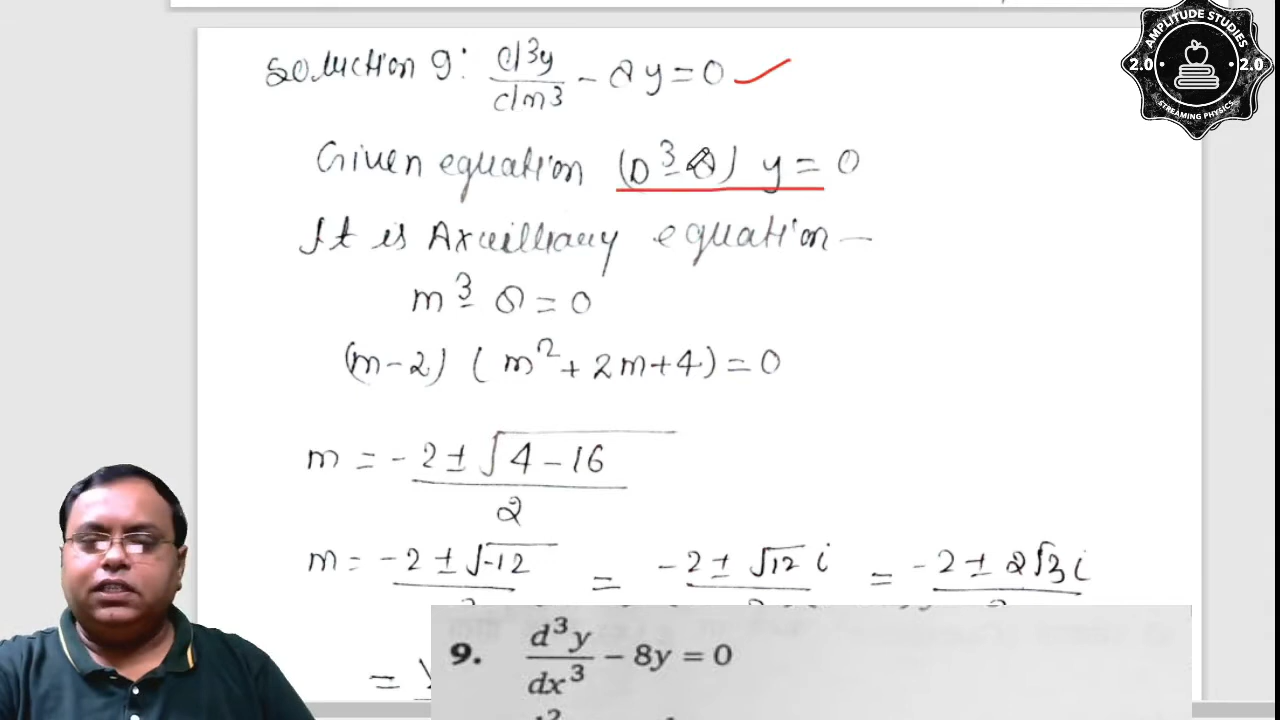 AMPLITUDE STUDIES
2.0 2.0
STREAMING PHYSICS
Solution 9: d³y/dx³ - 8y = 0
Given equation (D³-8) y = 0
It is Axuilliary equation —
m³-8 = 0
(m-2) (m²+2m+4) = 0
m = -2 ± √4-16 / 2
m = -2 ± √-12 / 2 = -2 ± √12 i / 2 = -2 ± 2√3 i / 2
=
9. d³y/dx³ - 8y = 0